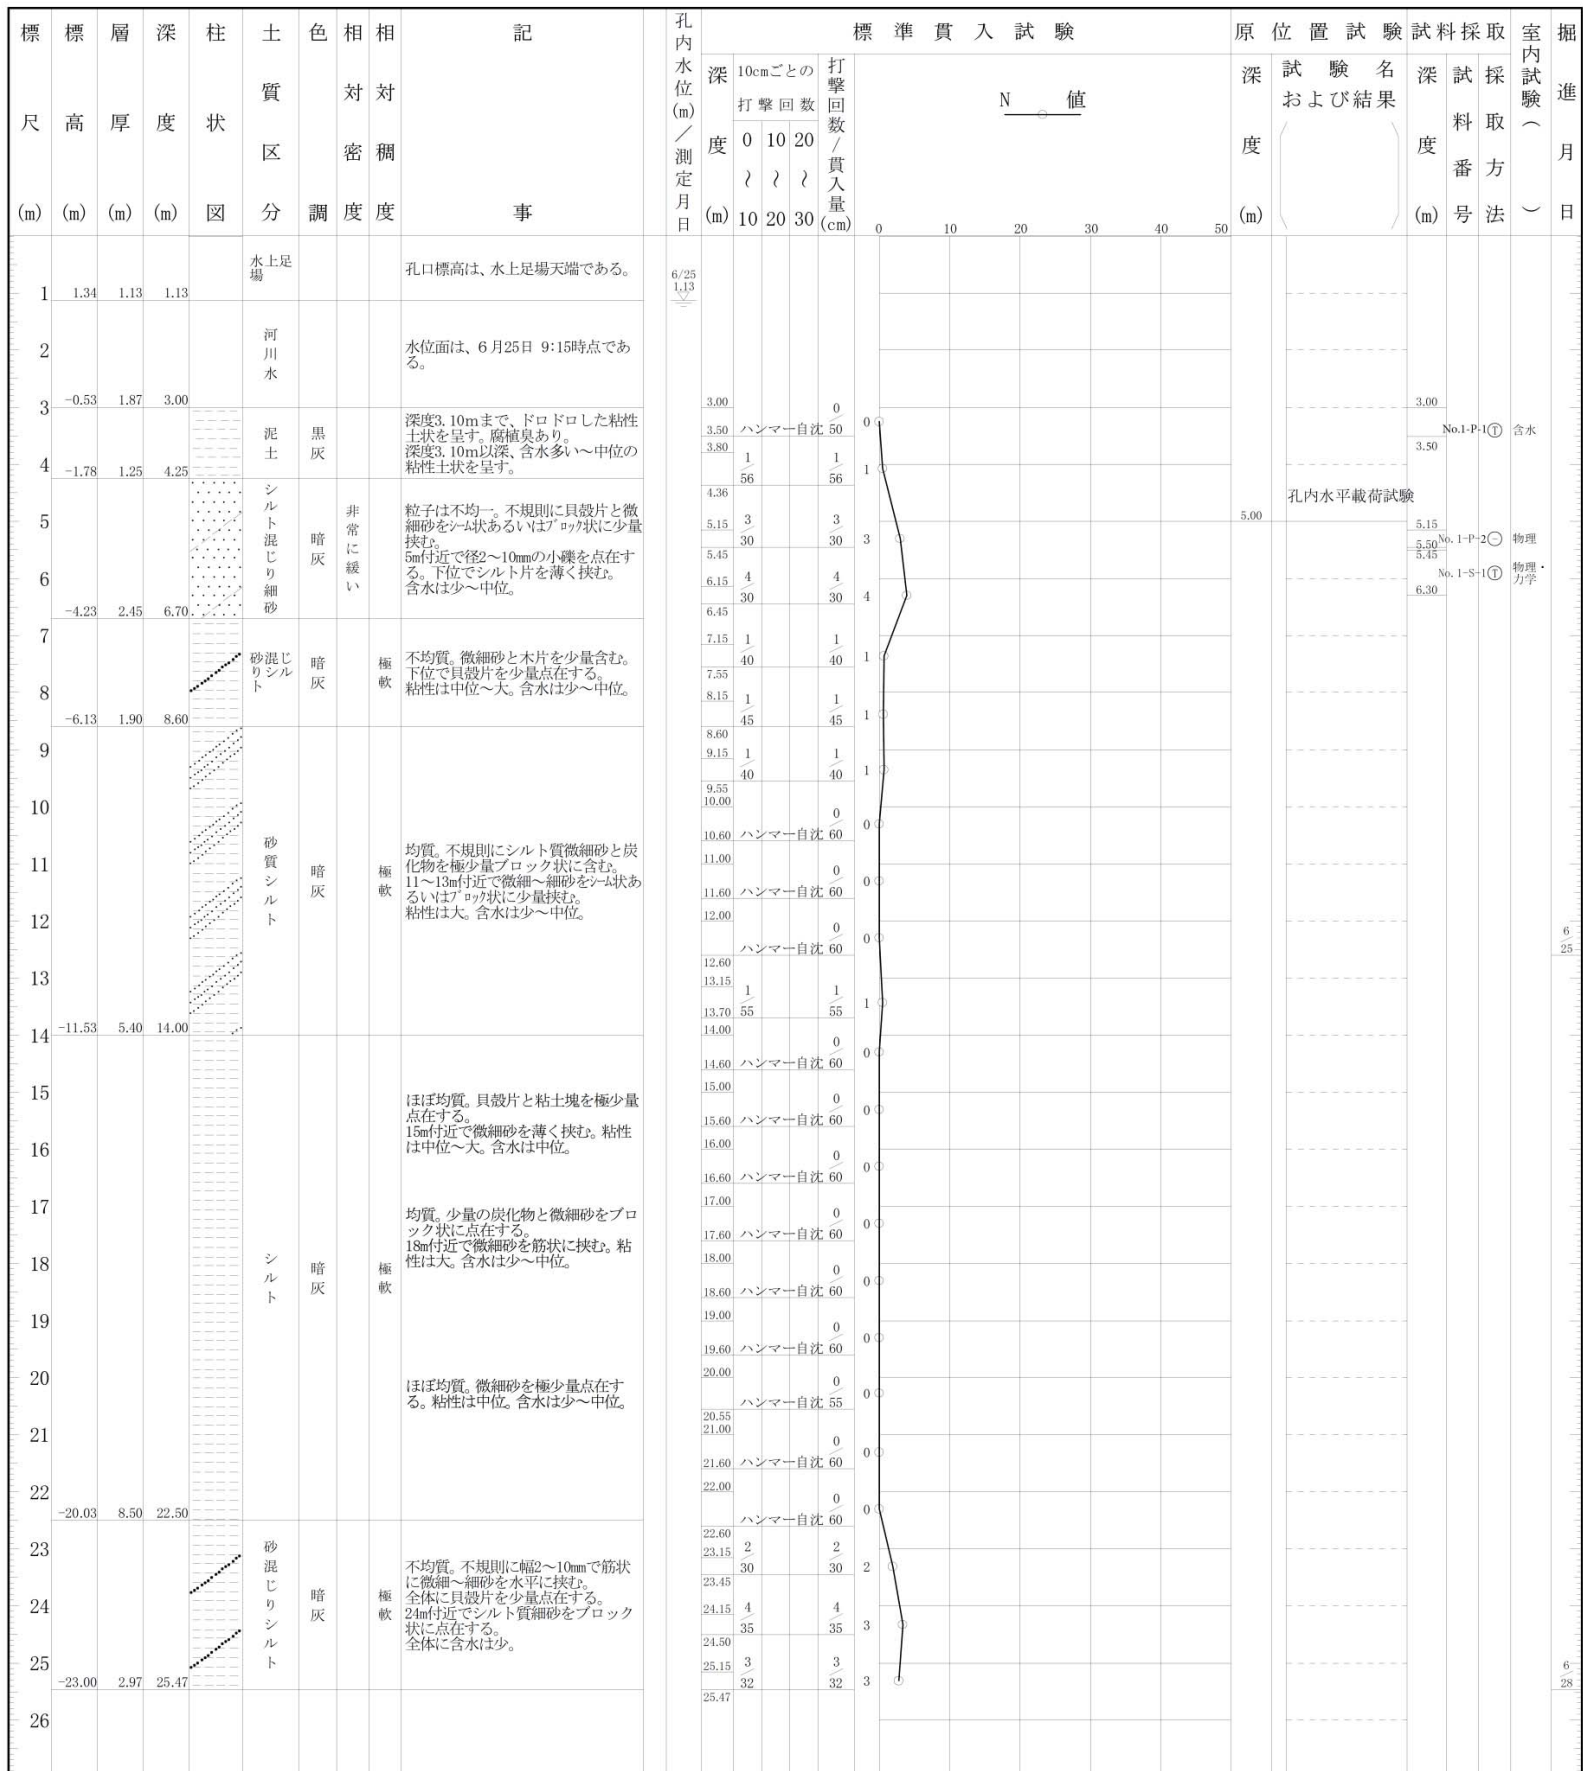 標尺(m)
標高(m)
層厚(m)
深度(m)
柱状図
土質区分
色調
相対密度
相対稠度
記事
孔内水位(m)／測定月日
標準貫入試験
深度(m)
10cmごとの
打撃回数
0 10 20
～ ～ ～
10 20 30
打撃回数/貫入量(cm)
N 値
0 10 20 30 40 50
原位置試験
深度(m)
試験名
および結果
試料採取
深度(m)
試料番号
採取方法
室内試験（ ）
掘進月日
水上足
場
孔口標高は、水上足場天端である。
6/25
1.13
1 1.34 1.13 1.13
河川水
水位面は、6月25日 9:15時点であ
る。
2
3 -0.53 1.87 3.00
泥土
黒灰
深度3.10mまで、ドロドロした粘性
土状を呈す。腐植臭あり。
深度3.10m以深、含水多い～中位の
粘性土状を呈す。
3.00
3.50 ハンマー自沈 0/50 0
3.80 1/56 1/56 1
4.36
3.00
No.1-P-1 T 含水
3.50
4 -1.78 1.25 4.25
シルト混じり細砂
暗灰
非常に緩い
粒子は不均一。不規則に貝殻片と微
細砂をシーム状あるいはブロック状に少量
挟む。
5m付近で径2～10mmの小礫を点在す
る。下位でシルト片を薄く挟む。
含水は少～中位。
5.15 3/30 3/30 3
5.45
6.15 4/30 4/30 4
6.45
孔内水平載荷試験
5.00
5.15
5.50 No. 1-P-2 - 物理
5.45
No. 1-S-1 T 物理・
力学
6.30
5
6 -4.23 2.45 6.70
砂混じ
りシル
ト
暗灰
極軟
不均質。微細砂と木片を少量含む。
下位で貝殻片を少量点在する。
粘性は中位～大。含水は少～中位。
7.15 1/40 1/40 1
7.55
8.15 1/45 1/45 1
8.60
7
8 -6.13 1.90 8.60
砂質シルト
暗灰
極軟
均質。不規則にシルト質微細砂と炭
化物を極少量ブロック状に含む。
11～13m付近で微細～細砂をシーム状あ
るいはブロック状に少量挟む。
粘性は大。含水は少～中位。
9.15 1/40 1/40 1
9.55
10.00
10.60 ハンマー自沈 0/60 0
11.00
11.60 ハンマー自沈 0/60 0
12.00
ハンマー自沈 0/60 0
12.60
13.15
13.70 1/55 1/55 1
6/25
9
10
11
12
13
14 -11.53 5.40 14.00
シルト
暗灰
極軟
ほぼ均質。貝殻片と粘土塊を極少量
点在する。
15m付近で微細砂を薄く挟む。粘性
は中位～大。含水は中位。
均質。少量の炭化物と微細砂をブロ
ック状に点在する。
18m付近で微細砂を筋状に挟む。粘
性は大。含水は少～中位。
ほぼ均質。微細砂を極少量点在す
る。粘性は中位。含水は少～中位。
14.00
14.60 ハンマー自沈 0/60 0
15.00
15.60 ハンマー自沈 0/60 0
16.00
16.60 ハンマー自沈 0/60 0
17.00
17.60 ハンマー自沈 0/60 0
18.00
18.60 ハンマー自沈 0/60 0
19.00
19.60 ハンマー自沈 0/60 0
20.00
ハンマー自沈 0/55 0
20.55
21.00
21.60 ハンマー自沈 0/60 0
22.00
ハンマー自沈 0/60 0
22.60
15
16
17
18
19
20
21
22 -20.03 8.50 22.50
砂混じりシルト
暗灰
極軟
不均質。不規則に幅2～10mmで筋状
に微細～細砂を水平に挟む。
全体に貝殻片を少量点在する。
24m付近でシルト質細砂をブロック
状に点在する。
全体に含水は少。
23.15 2/30 2/30 2
23.45
24.15 4/35 4/35 3
24.50
25.15 3/32 3/32 3
25.47
6/28
23
24
25 -23.00 2.97 25.47
26